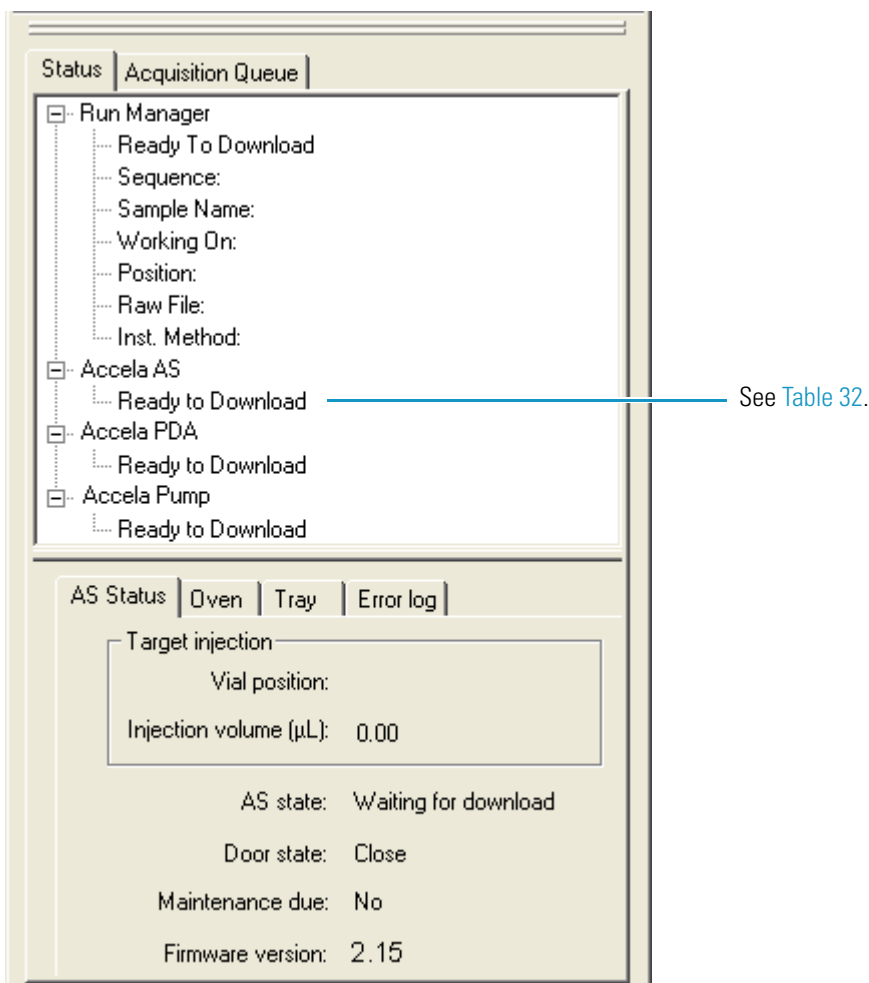 Status Acquisition Queue
Run Manager
Ready To Download
Sequence:
Sample Name:
Working On:
Position:
Raw File:
Inst. Method:
Accela AS
Ready to Download See Table 32.
Accela PDA
Ready to Download
Accela Pump
Ready to Download
AS Status Oven Tray Error log
Target injection
Vial position:
Injection volume (µL): 0.00
AS state: Waiting for download
Door state: Close
Maintenance due: No
Firmware version: 2.15